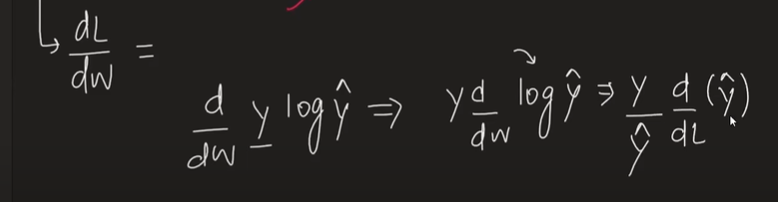 ↳ dL/dW =
d/dW y log ŷ ⇒ y d/dW log ŷ ⇒ y/ŷ d/dL (ŷ)